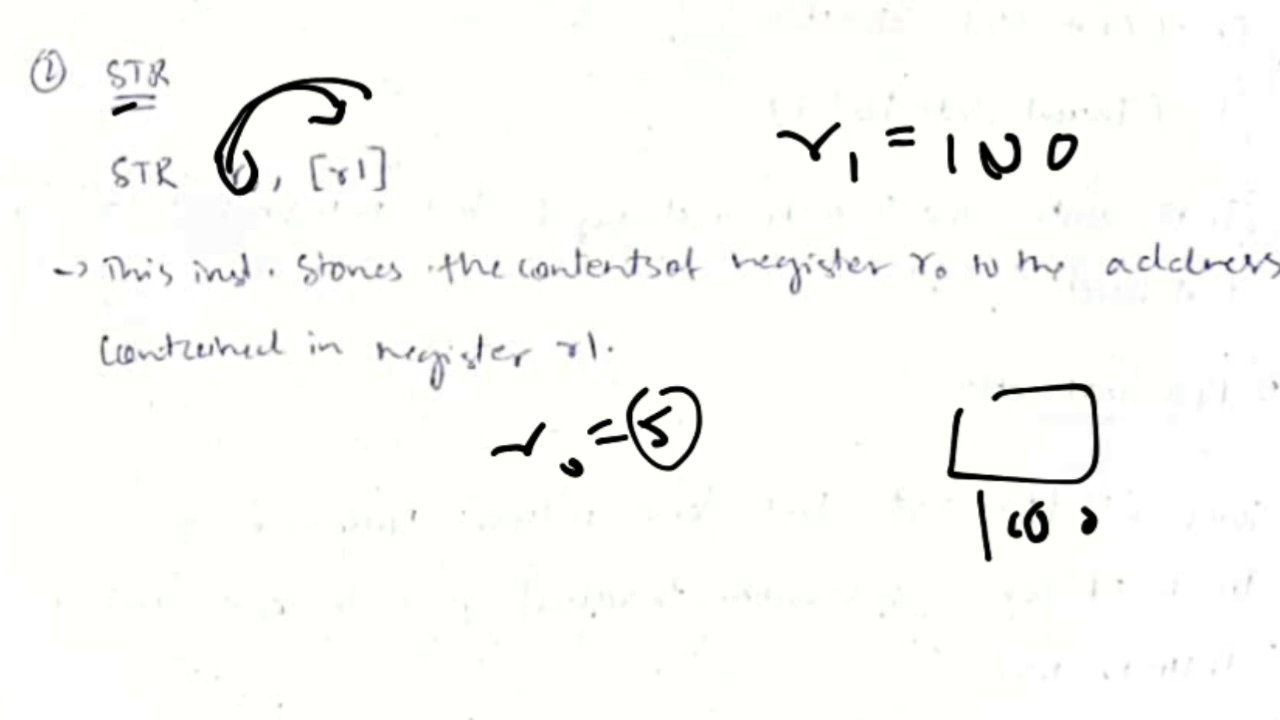 ② STR
r₁ = 100
STR r0, [r1]
→ This inst. stores the contents of register r₀ to the address
contained in register r1.
r₀ = 5
100